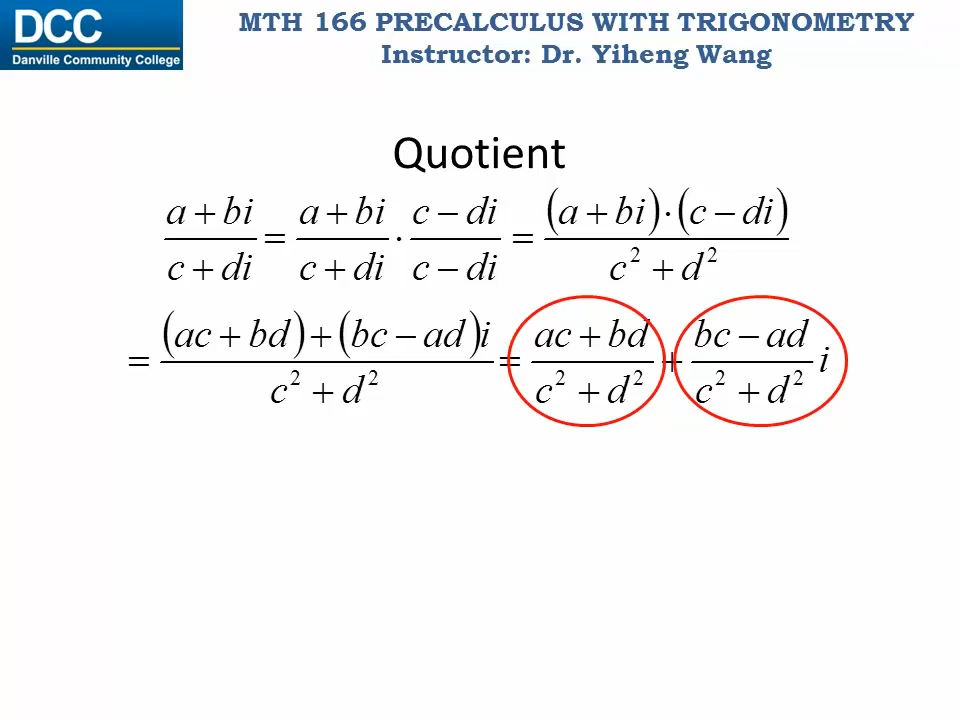 DCC
Danville Community College
MTH 166 PRECALCULUS WITH TRIGONOMETRY
Instructor: Dr. Yiheng Wang
Quotient
(a + bi)/(c + di) = (a + bi)/(c + di) · (c − di)/(c − di) = ((a + bi)·(c − di))/(c² + d²)
= ((ac + bd) + (bc − ad)i)/(c² + d²) = (ac + bd)/(c² + d²) + (bc − ad)/(c² + d²) i